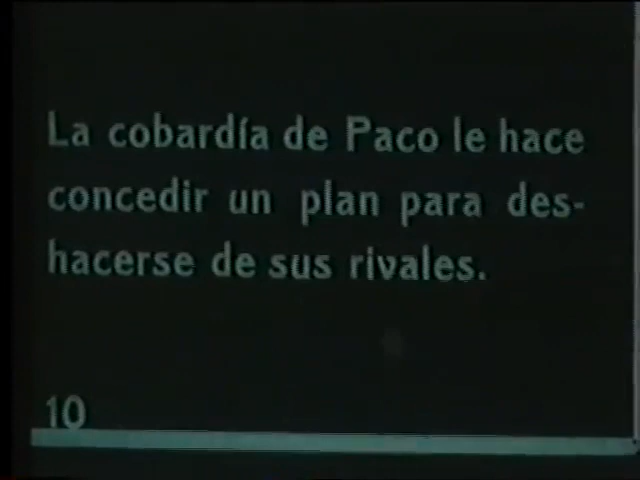 La cobardía de Paco le hace
concedir un plan para des-
hacerse de sus rivales.
10